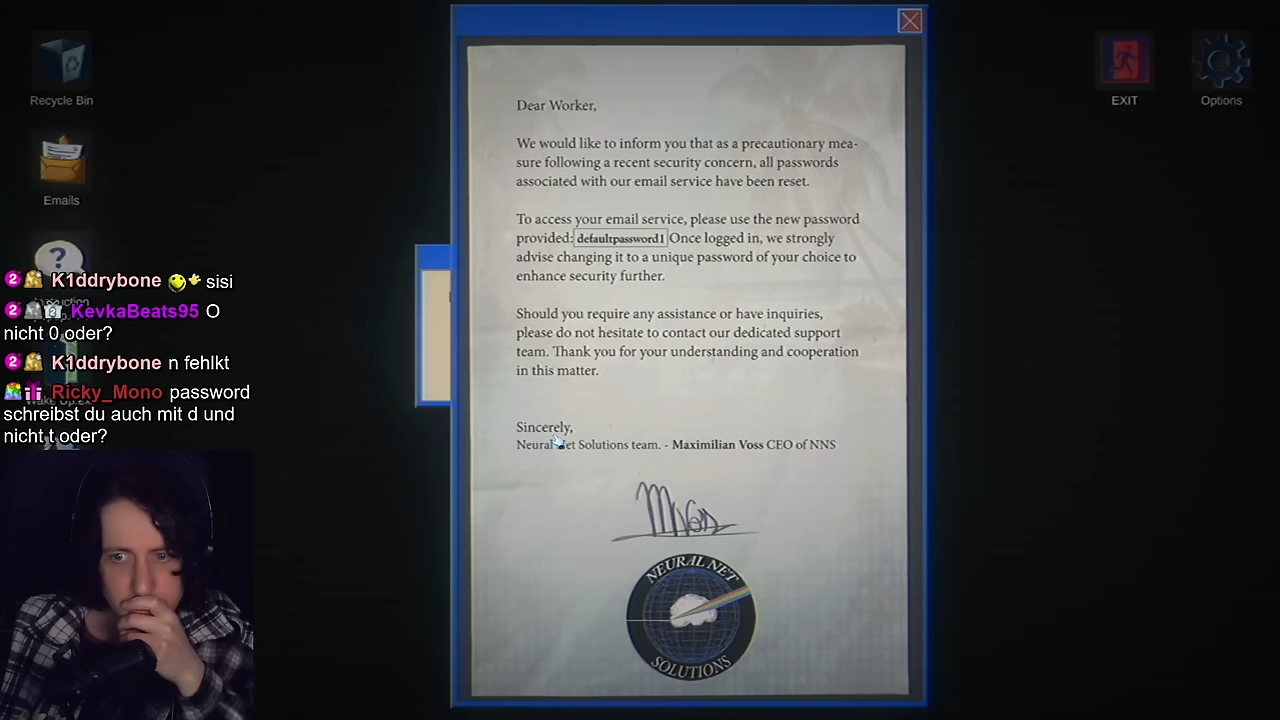 Recycle Bin
Emails
EXIT
Options
Dear Worker,
We would like to inform you that as a precautionary mea-
sure following a recent security concern, all passwords
associated with our email service have been reset.
To access your email service, please use the new password
provided: defaultpassword1 Once logged in, we strongly
advise changing it to a unique password of your choice to
enhance security further.
Should you require any assistance or have inquiries,
please do not hesitate to contact our dedicated support
team. Thank you for your understanding and cooperation
in this matter.
Sincerely,
Neural Net Solutions team. - Maximilian Voss CEO of NNS
MVoss
NEURAL NET
SOLUTIONS
?
2 K1ddrybone sisi
2 2 KevkaBeats95 O
nicht 0 oder?
2 K1ddrybone n fehlkt
Ricky_Mono password
schreibst du auch mit d und
nicht t oder?